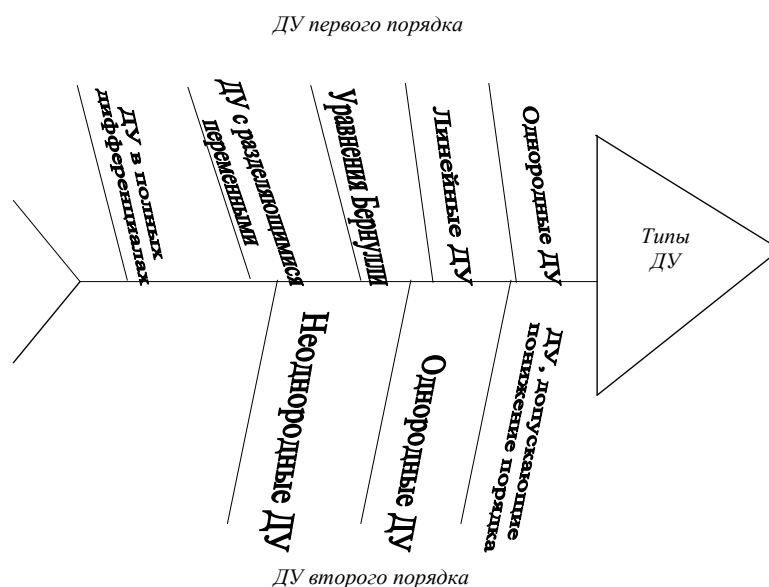 ДУ первого порядка
ДУ в полных
дифференциалах
ДУ с разделяющимися
переменными
Уравнения Бернулли
Линейные ДУ
Однородные ДУ
Типы
ДУ
Неоднородные ДУ
Однородные ДУ
ДУ, допускающие
понижение порядка
ДУ второго порядка